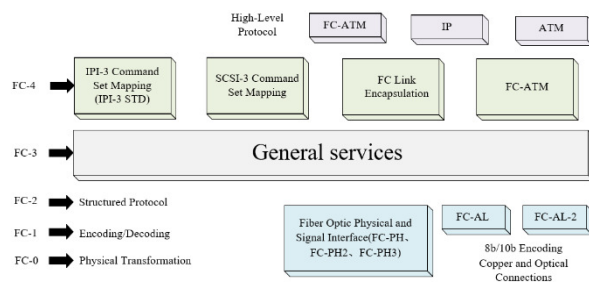 High-Level
Protocol
FC-ATM
IP
ATM
FC-4
IPI-3 Command
Set Mapping
(IPI-3 STD)
SCSI-3 Command
Set Mapping
FC Link
Encapsulation
FC-ATM
FC-3
General services
FC-2
Structured Protocol
FC-1
Encoding/Decoding
FC-0
Physical Transformation
Fiber Optic Physical and
Signal Interface(FC-PH、
FC-PH2、FC-PH3)
FC-AL
FC-AL-2
8b/10b Encoding
Copper and Optical
Connections